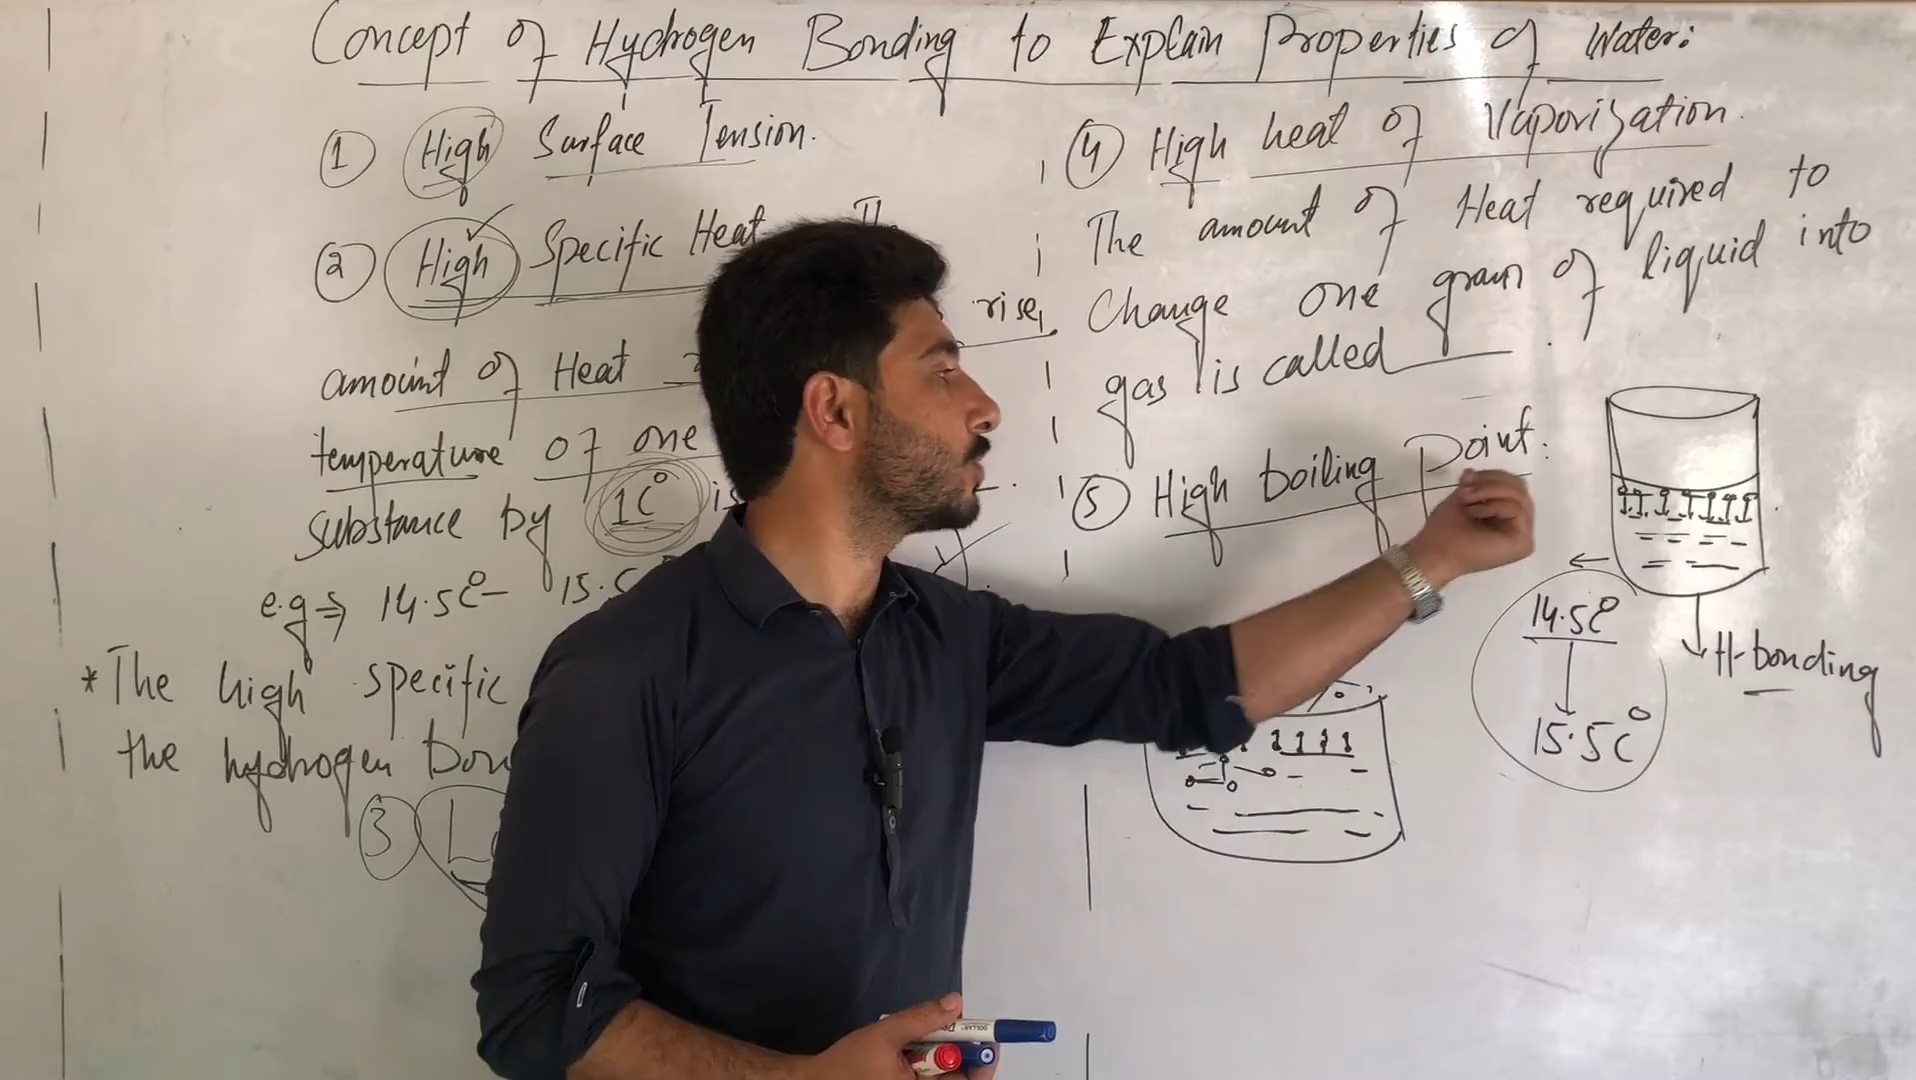 Concept of Hydrogen Bonding to Explain Properties of Water:
① High Surface Tension.
② High Specific Heat
rise
amount of Heat
temperature of one
substance by 1C° is
e.g ⇒ 14.5C° –
* The high specific
the hydrogen
③
④ High heat of Vaporization.
The amount of Heat required to
Change one gram of liquid into
gas is called
⑤ High boiling point:
14.5C°
15.5C°
H-bonding
DOLLAR